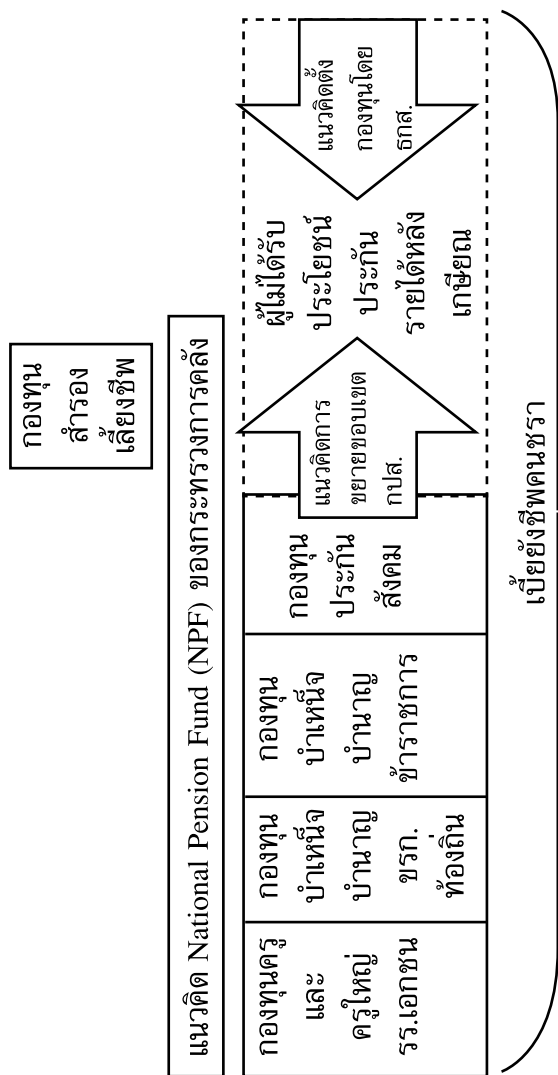 กองทุน
สำรอง
เลี้ยงชีพ
แนวคิด National Pension Fund (NPF) ของกระทรวงการคลัง
กองทุนครู
และ
ครูใหญ่
รร.เอกชน
กองทุน
บำเหน็จ
บำนาญ
ขรก.
ท้องถิ่น
กองทุน
บำเหน็จ
บำนาญ
ข้าราชการ
กองทุน
ประกัน
สังคม
แนวคิดการ
ขยายขอบเขต
กปส.
ผู้ไม่ได้รับ
ประโยชน์
ประกัน
รายได้หลัง
เกษียณ
แนวคิดตั้ง
กองทุนโดย
ธกส.
เบี้ยยังชีพคนชรา